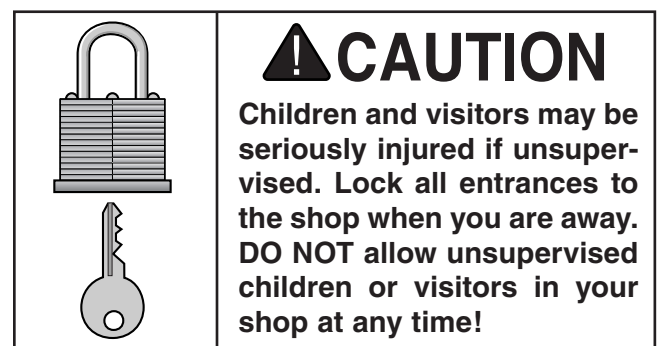 CAUTION
Children and visitors may be
seriously injured if unsuper-
vised. Lock all entrances to
the shop when you are away.
DO NOT allow unsupervised
children or visitors in your
shop at any time!